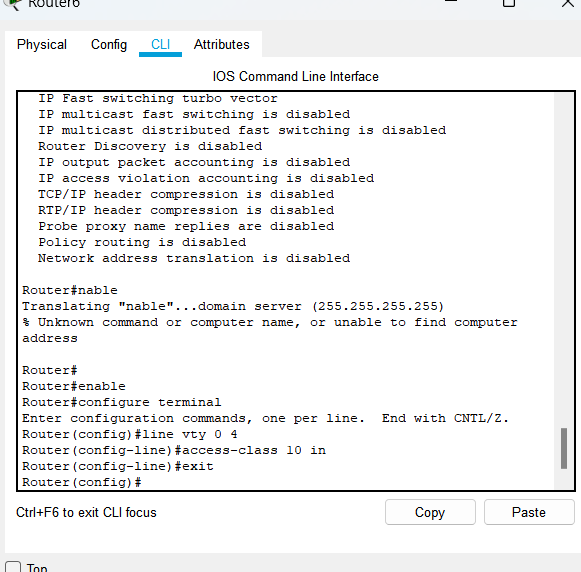 Router6
Physical Config CLI Attributes
IOS Command Line Interface
IP Fast switching turbo vector
IP multicast fast switching is disabled
IP multicast distributed fast switching is disabled
Router Discovery is disabled
IP output packet accounting is disabled
IP access violation accounting is disabled
TCP/IP header compression is disabled
RTP/IP header compression is disabled
Probe proxy name replies are disabled
Policy routing is disabled
Network address translation is disabled
Router#nable
Translating "nable"...domain server (255.255.255.255)
% Unknown command or computer name, or unable to find computer
address
Router#
Router#enable
Router#configure terminal
Enter configuration commands, one per line.  End with CNTL/Z.
Router(config)#line vty 0 4
Router(config-line)#access-class 10 in
Router(config-line)#exit
Router(config)#
Ctrl+F6 to exit CLI focus
Copy Paste
Top